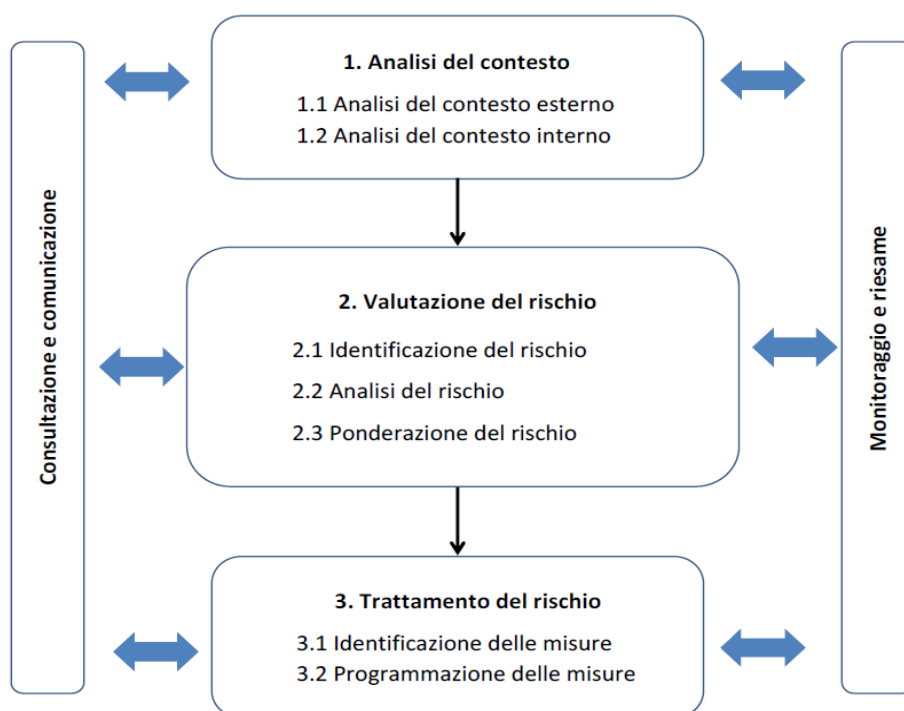 Consultazione e comunicazione
1. Analisi del contesto
1.1 Analisi del contesto esterno
1.2 Analisi del contesto interno
2. Valutazione del rischio
2.1 Identificazione del rischio
2.2 Analisi del rischio
2.3 Ponderazione del rischio
3. Trattamento del rischio
3.1 Identificazione delle misure
3.2 Programmazione delle misure
Monitoraggio e riesame